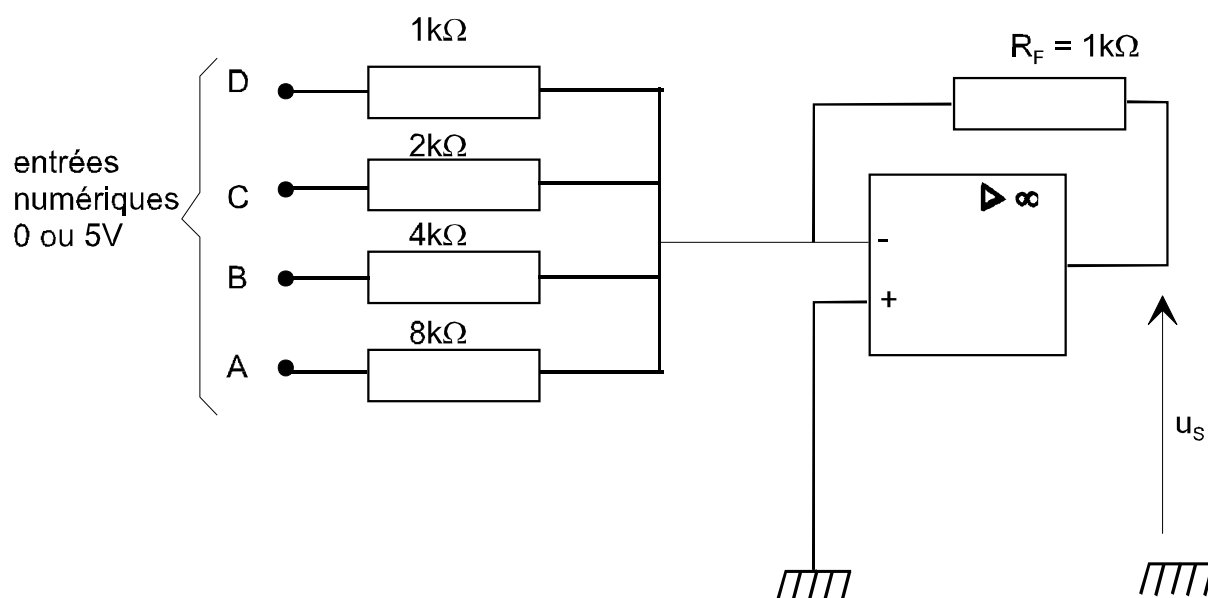 1kΩ
R_F = 1kΩ
D
2kΩ
entrées
numériques
0 ou 5V
C
4kΩ
B
8kΩ
A
▷ ∞
-
+
u_S